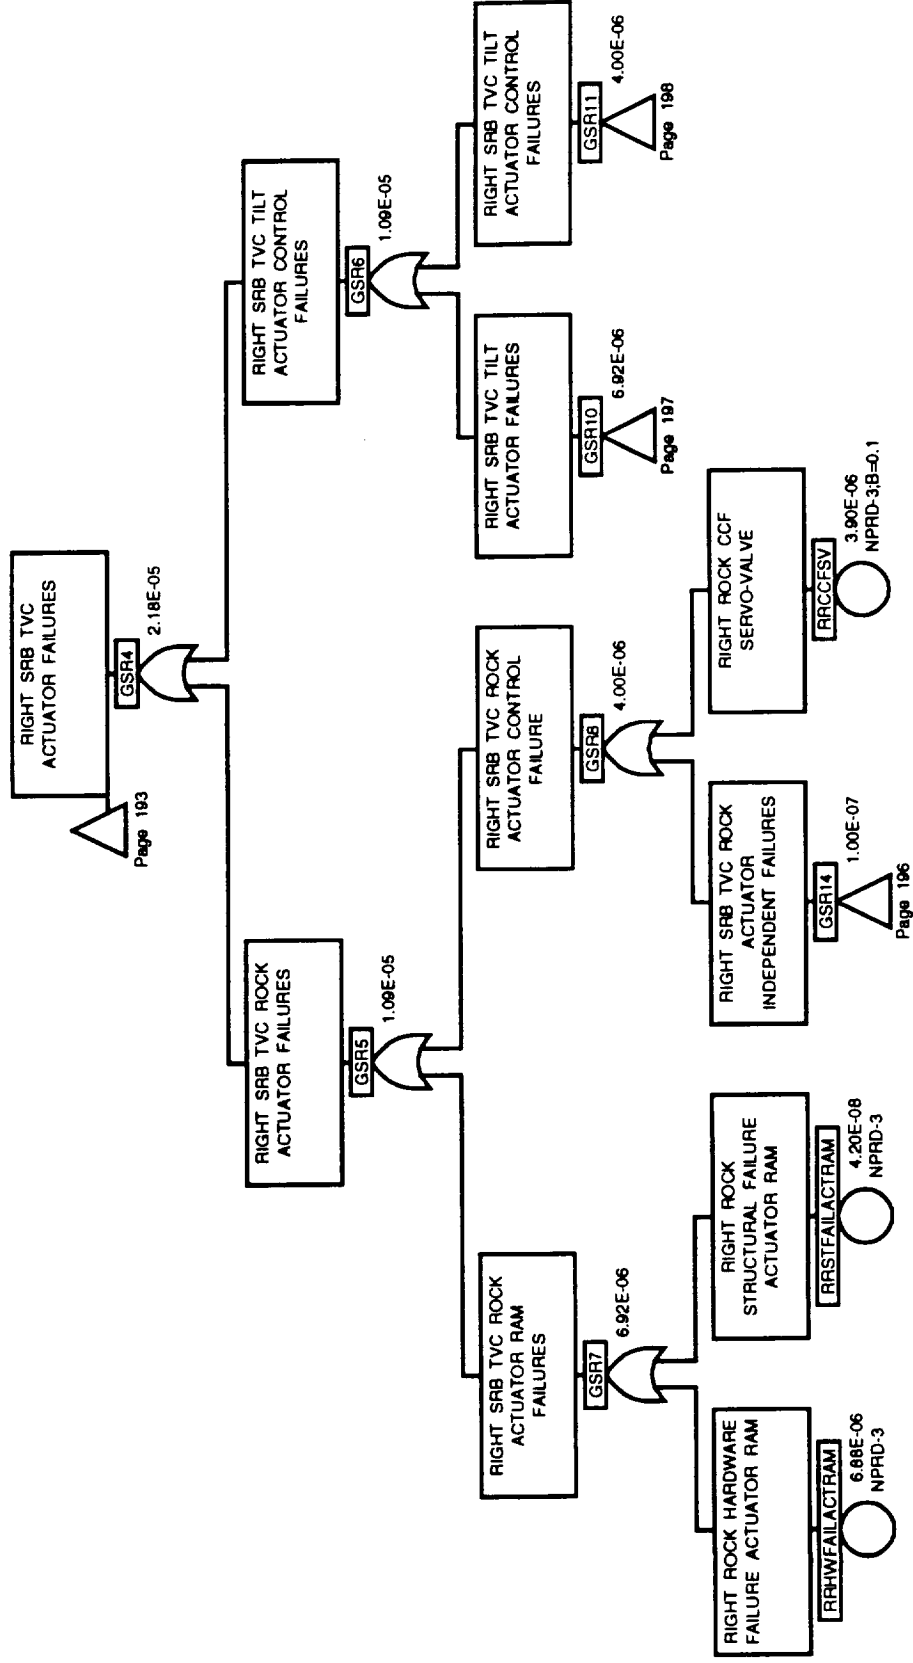 RIGHT SRB TVC
ACTUATOR FAILURES
GSR4
2.18E-05
Page 193
RIGHT SRB TVC ROCK
ACTUATOR FAILURES
GSR5
1.09E-05
RIGHT SRB TVC TILT
ACTUATOR CONTROL
FAILURES
GSR6
1.09E-05
RIGHT SRB TVC ROCK
ACTUATOR RAM
FAILURES
GSR7
6.92E-06
RIGHT SRB TVC ROCK
ACTUATOR CONTROL
FAILURE
GSR8
4.00E-06
RIGHT SRB TVC TILT
ACTUATOR FAILURES
GSR10
6.92E-06
Page 197
RIGHT SRB TVC TILT
ACTUATOR CONTROL
FAILURES
GSR11
4.00E-06
Page 198
RIGHT ROCK HARDWARE
FAILURE ACTUATOR RAM
RRHWFAILACTRAM
6.88E-06
NPRD-3
RIGHT ROCK
STRUCTURAL FAILURE
ACTUATOR RAM
RRSTFAILACTRAM
4.20E-08
NPRD-3
RIGHT SRB TVC ROCK
ACTUATOR
INDEPENDENT FAILURES
GSR14
1.00E-07
Page 196
RIGHT ROCK CCF
SERVO-VALVE
RRCCFSV
3.90E-06
NPRD-3;B=0.1